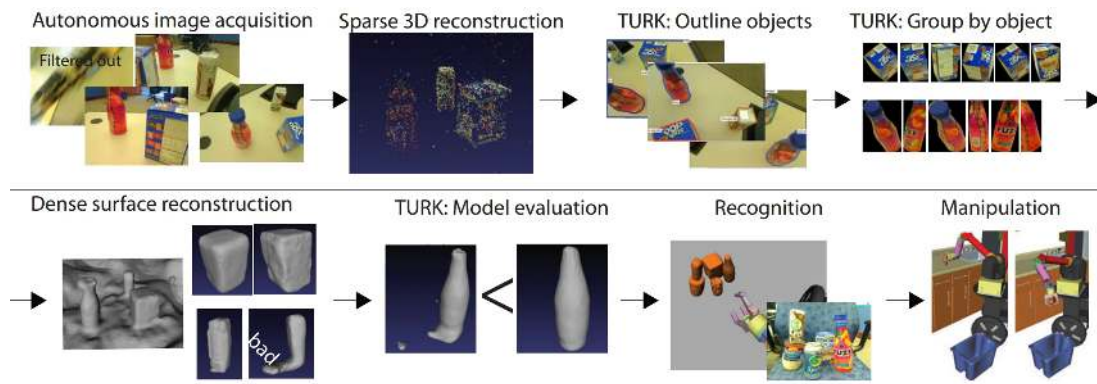 Autonomous image acquisition
Sparse 3D reconstruction
TURK: Outline objects
TURK: Group by object
Filtered out
Dense surface reconstruction
TURK: Model evaluation
Recognition
Manipulation
bad
<